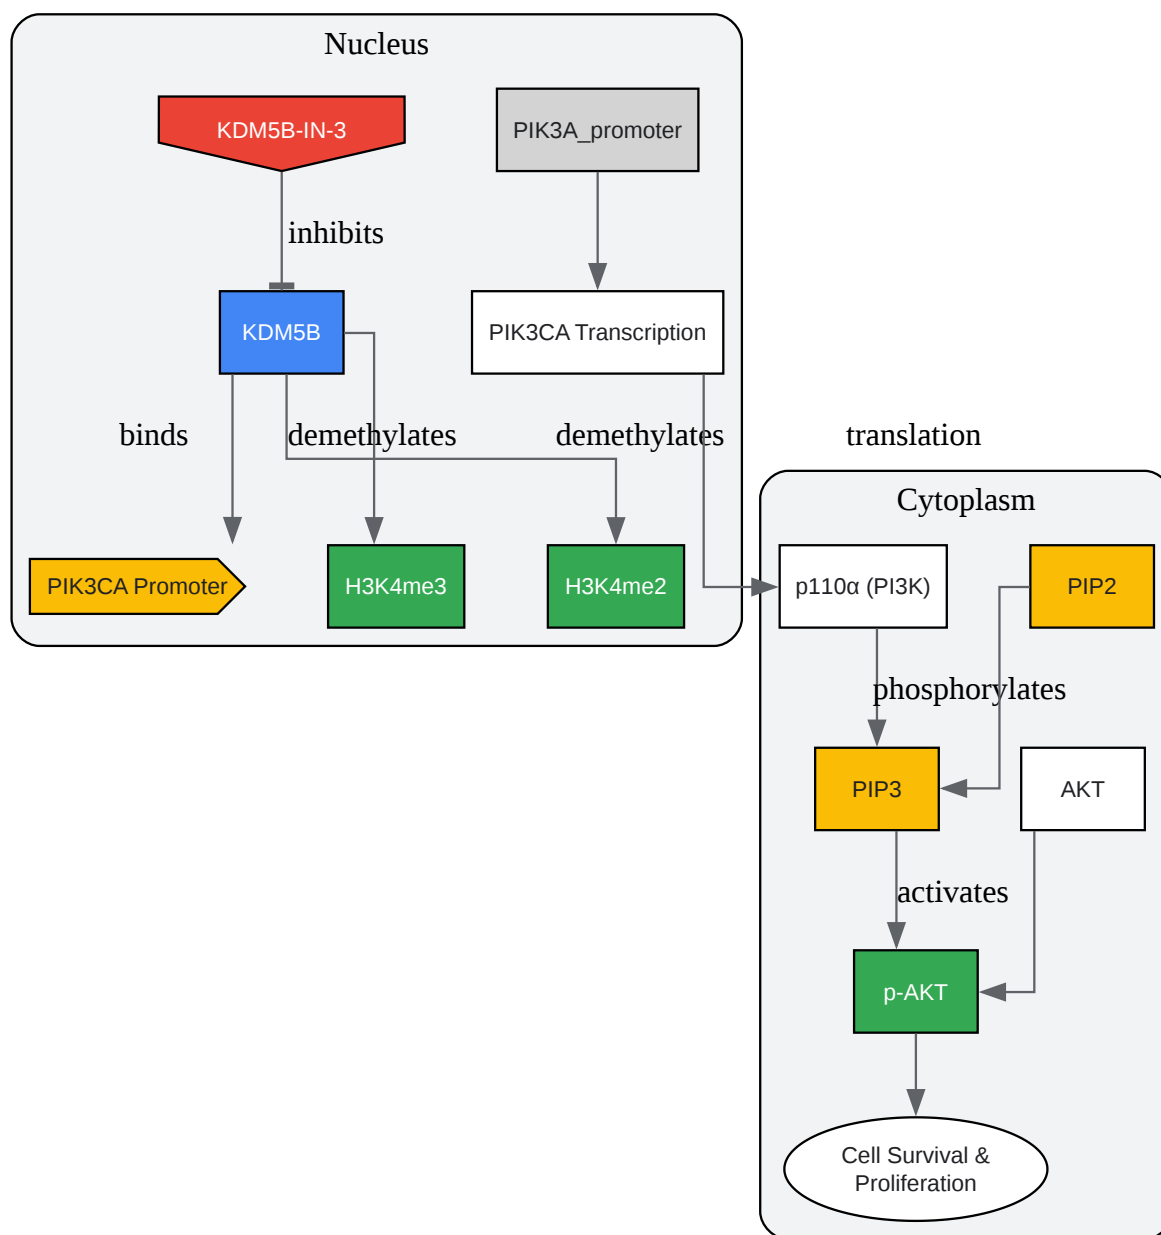 Nucleus
KDM5B-IN-3
PIK3A_promoter
inhibits
KDM5B
PIK3CA Transcription
binds
demethylates
demethylates
translation
Cytoplasm
PIK3CA Promoter
H3K4me3
H3K4me2
p110α (PI3K)
PIP2
phosphorylates
PIP3
AKT
activates
p-AKT
Cell Survival &
Proliferation